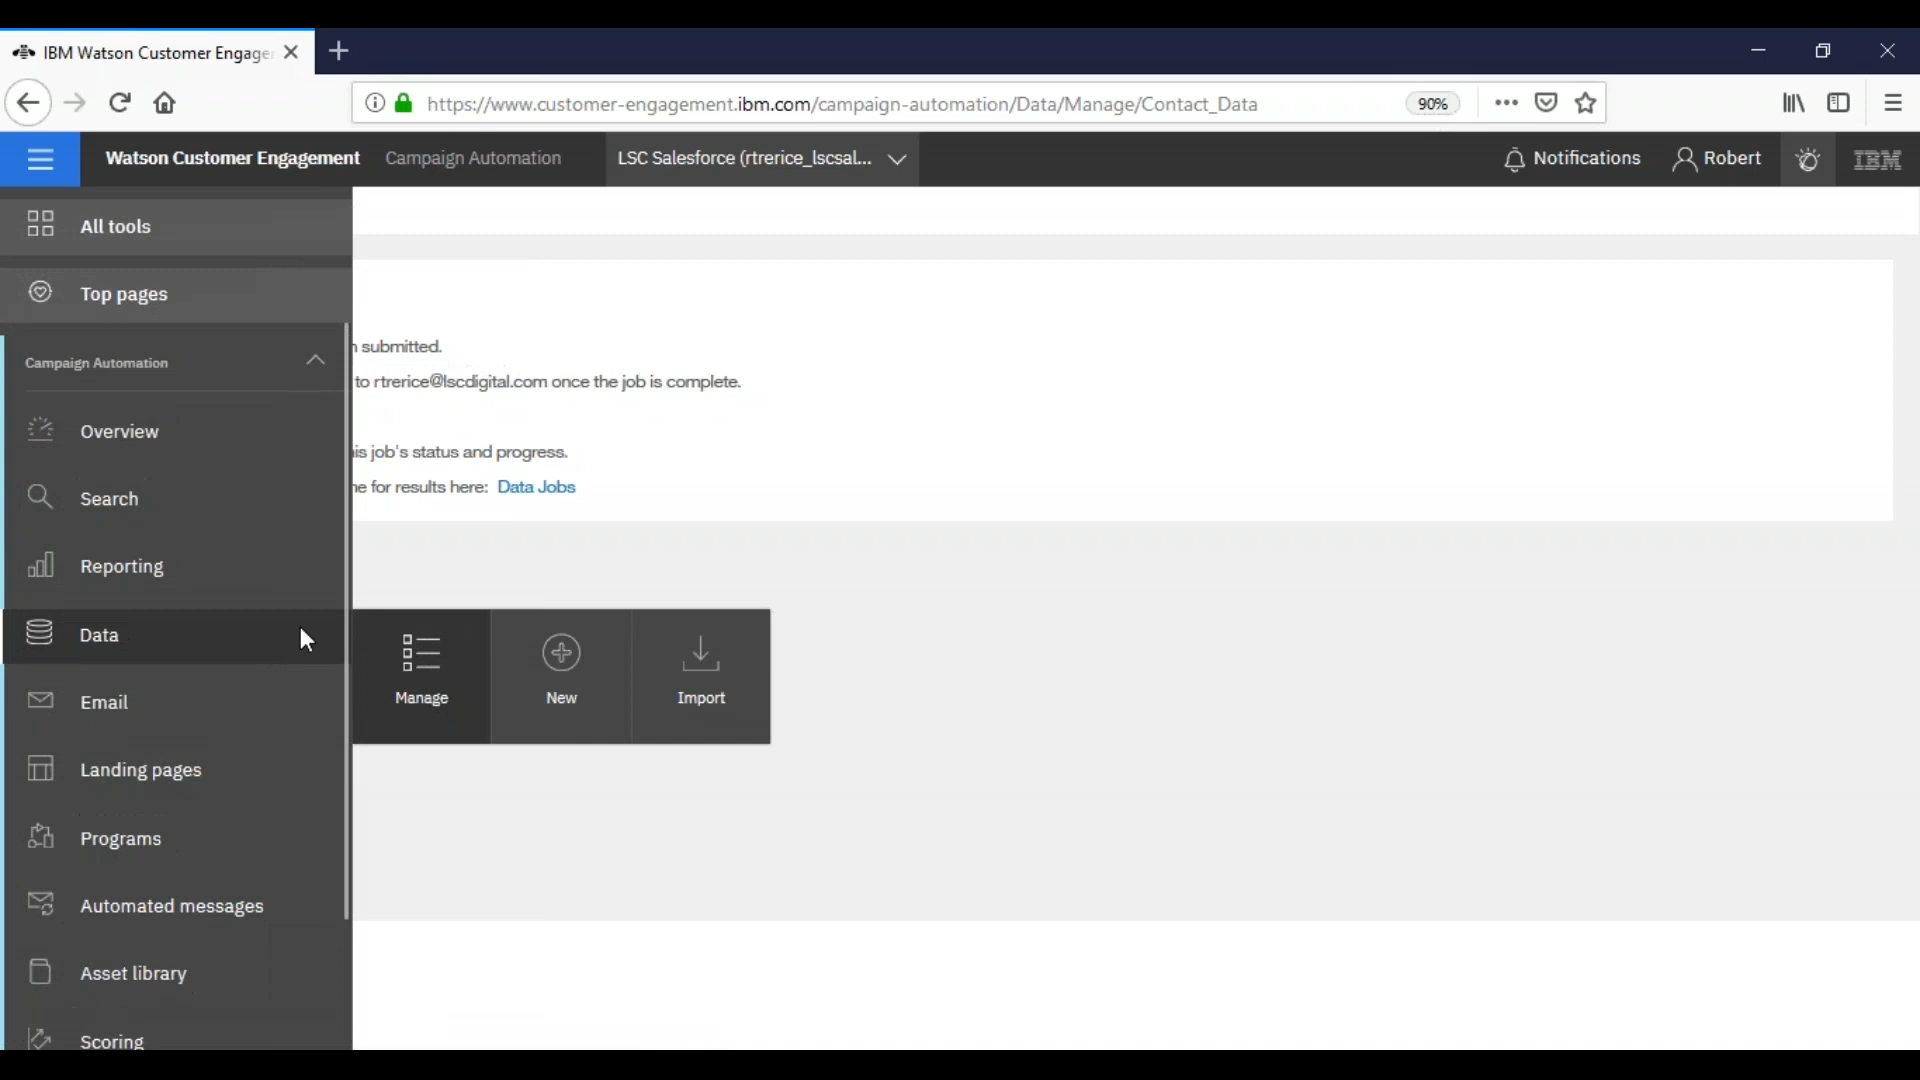 IBM Watson Customer Engage
https://www.customer-engagement.ibm.com/campaign-automation/Data/Manage/Contact_Data
90%
Watson Customer Engagement
Campaign Automation
LSC Salesforce (rtrerice_lscsal...
Notifications
Robert
IBM
All tools
Top pages
Campaign Automation
Overview
Search
Reporting
Data
Email
Landing pages
Programs
Automated messages
Asset library
Scoring
submitted.
to rtrerice@lscdigital.com once the job is complete.
is job's status and progress.
e for results here: Data Jobs
Manage
New
Import